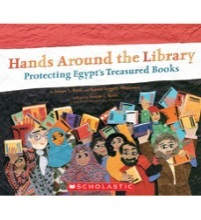 Hands Around the Library
Protecting Egypt's Treasured Books
SCHOLASTIC